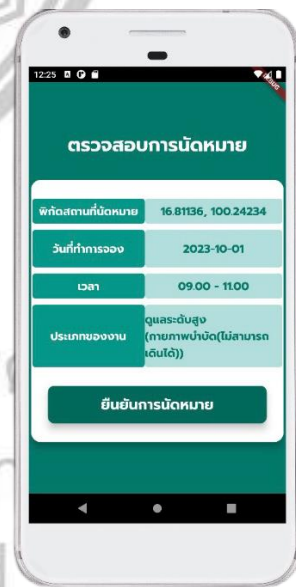 12:25
DEBUG
ตรวจสอบการนัดหมาย
พิกัดสถานที่นัดหมาย 16.81136, 100.24234
วันที่ทำการจอง 2023-10-01
เวลา 09.00 - 11.00
ประเภทของงาน ดูแลระดับสูง
(กายภาพบำบัด(ไม่สามารถ
เดินได้))
ยืนยันการนัดหมาย